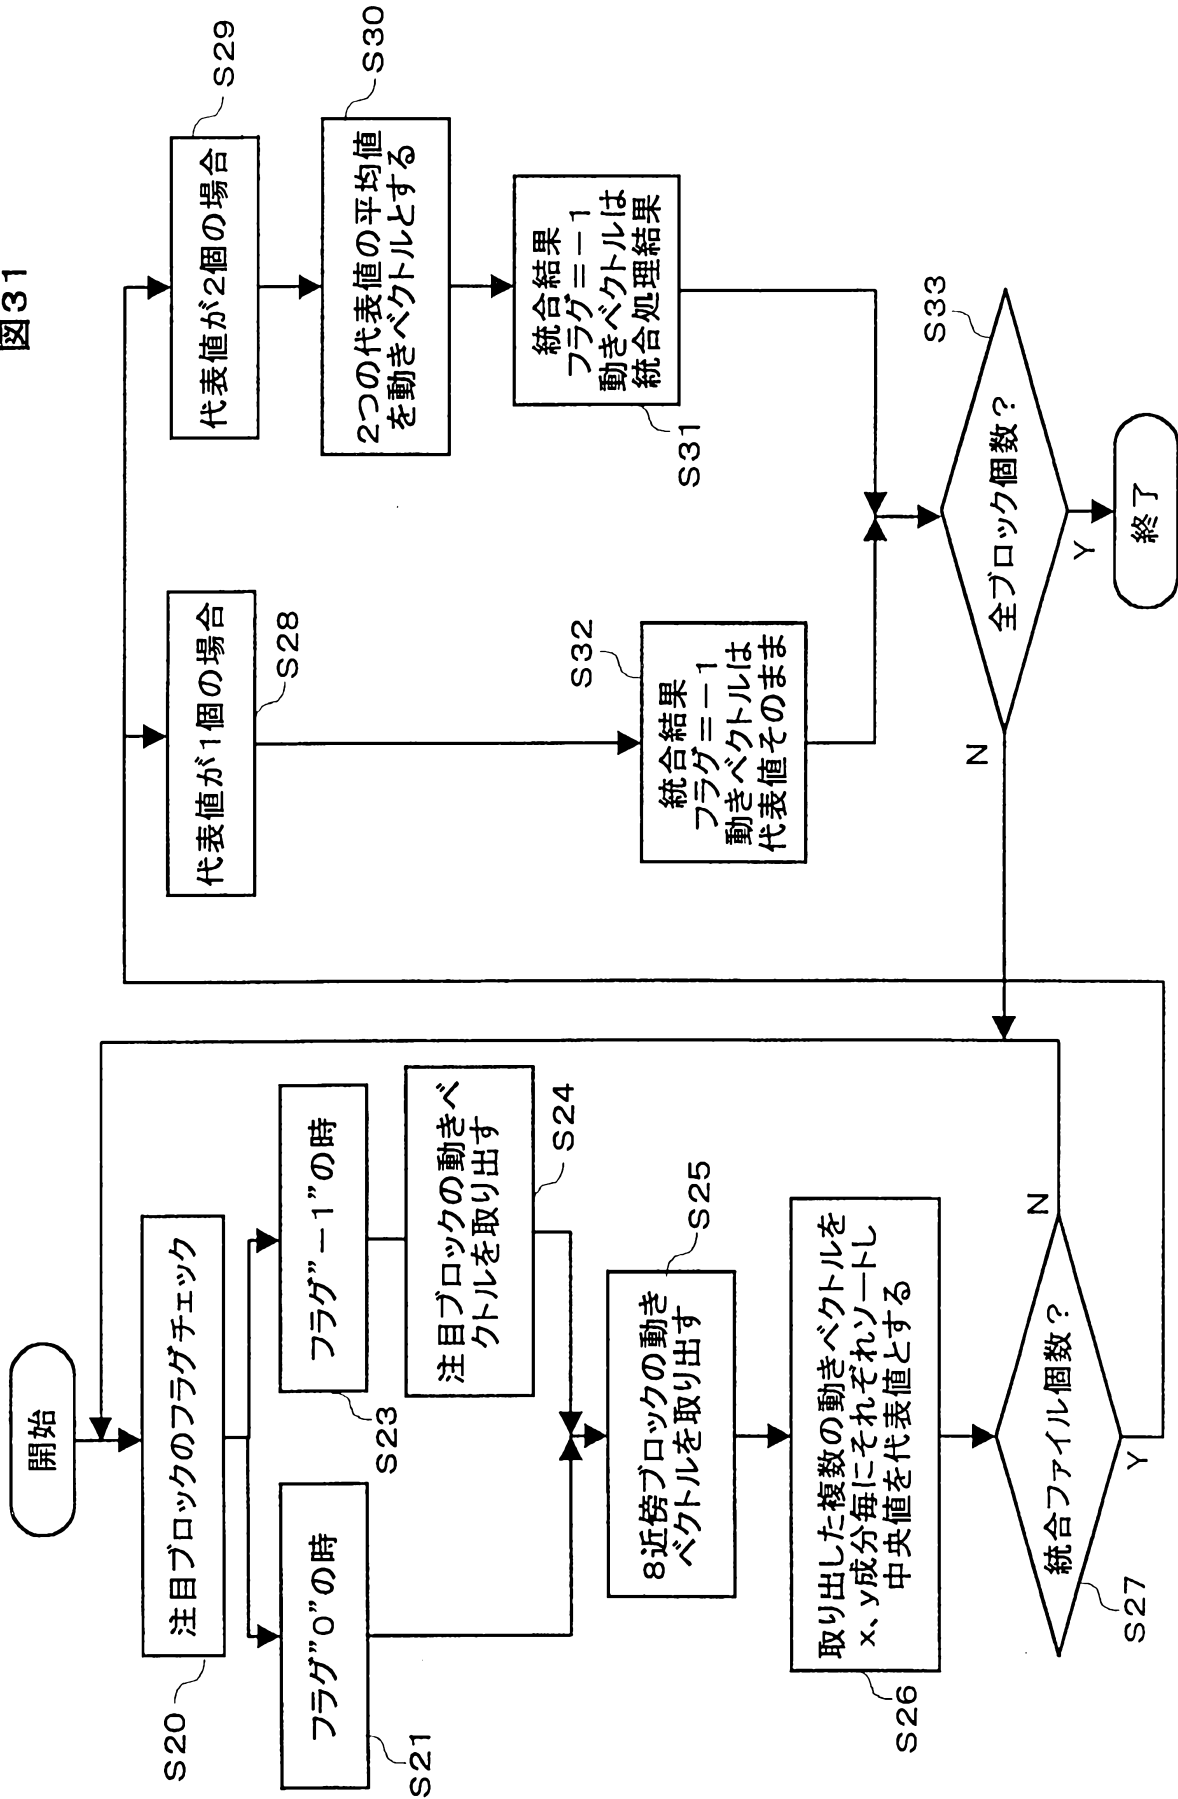 図31
開始
注目ブロックのフラグチェック
S20
フラグ"0"の時
S21
フラグ"−1"の時
S23
注目ブロックの動きベ
クトルを取り出す
S24
8近傍ブロックの動き
ベクトルを取り出す
S25
取り出した複数の動きベクトルを
x、y成分毎にそれぞれソートし
中央値を代表値とする
S26
統合ファイル個数?
S27
N
Y
代表値が1個の場合
S28
代表値が2個の場合
S29
2つの代表値の平均値
を動きベクトルとする
S30
統合結果
フラグ=−1
動きベクトルは
統合処理結果
S31
統合結果
フラグ=−1
動きベクトルは
代表値そのまま
S32
全ブロック個数?
S33
N
Y
終了